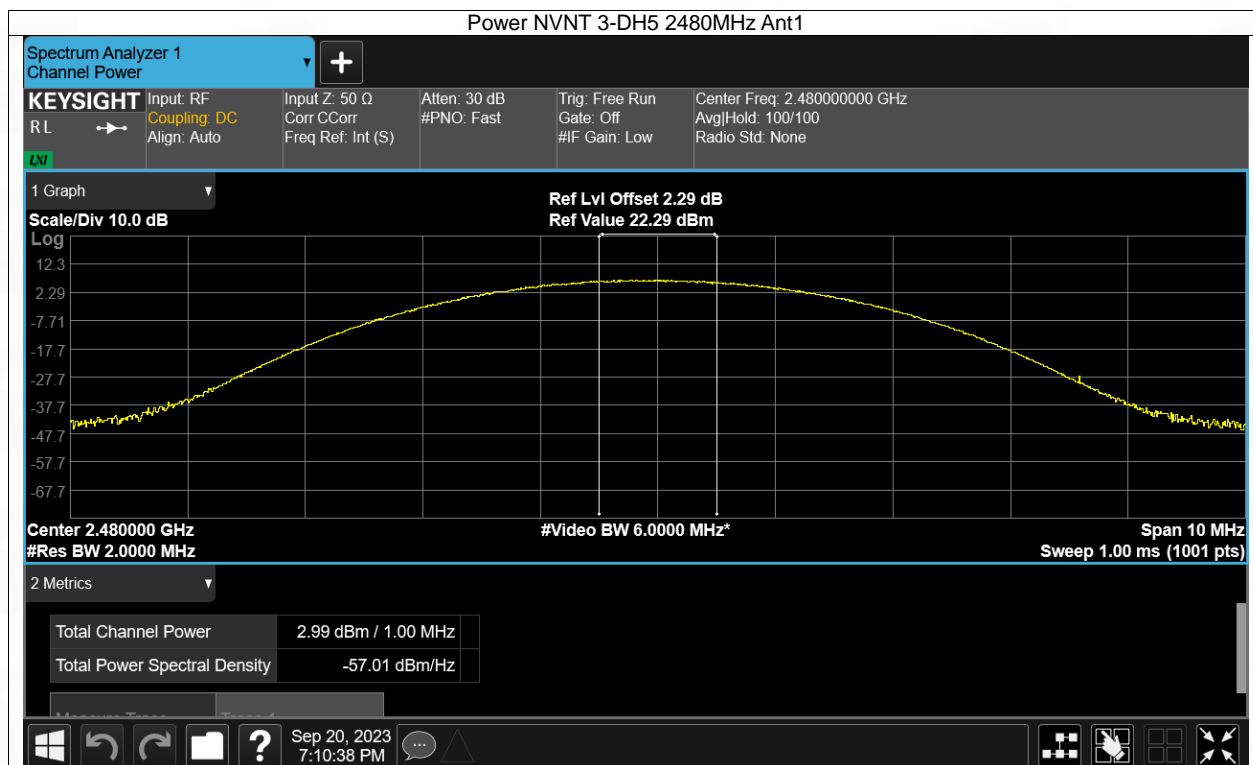 Power NVNT 3-DH5 2480MHz Ant1
Spectrum Analyzer 1
Channel Power
KEYSIGHT
RL
LXI
Input: RF
Coupling: DC
Align: Auto
Input Z: 50 Ω
Corr CCorr
Freq Ref: Int (S)
Atten: 30 dB
#PNO: Fast
Trig: Free Run
Gate: Off
#IF Gain: Low
Center Freq: 2.480000000 GHz
Avg|Hold: 100/100
Radio Std: None
1 Graph
Scale/Div 10.0 dB
Ref Lvl Offset 2.29 dB
Ref Value 22.29 dBm
Log
12.3
2.29
-7.71
-17.7
-27.7
-37.7
-47.7
-57.7
-67.7
Center 2.480000 GHz
#Video BW 6.0000 MHz*
Span 10 MHz
#Res BW 2.0000 MHz
Sweep 1.00 ms (1001 pts)
2 Metrics
Total Channel Power 2.99 dBm / 1.00 MHz
Total Power Spectral Density -57.01 dBm/Hz
?
Sep 20, 2023
7:10:38 PM